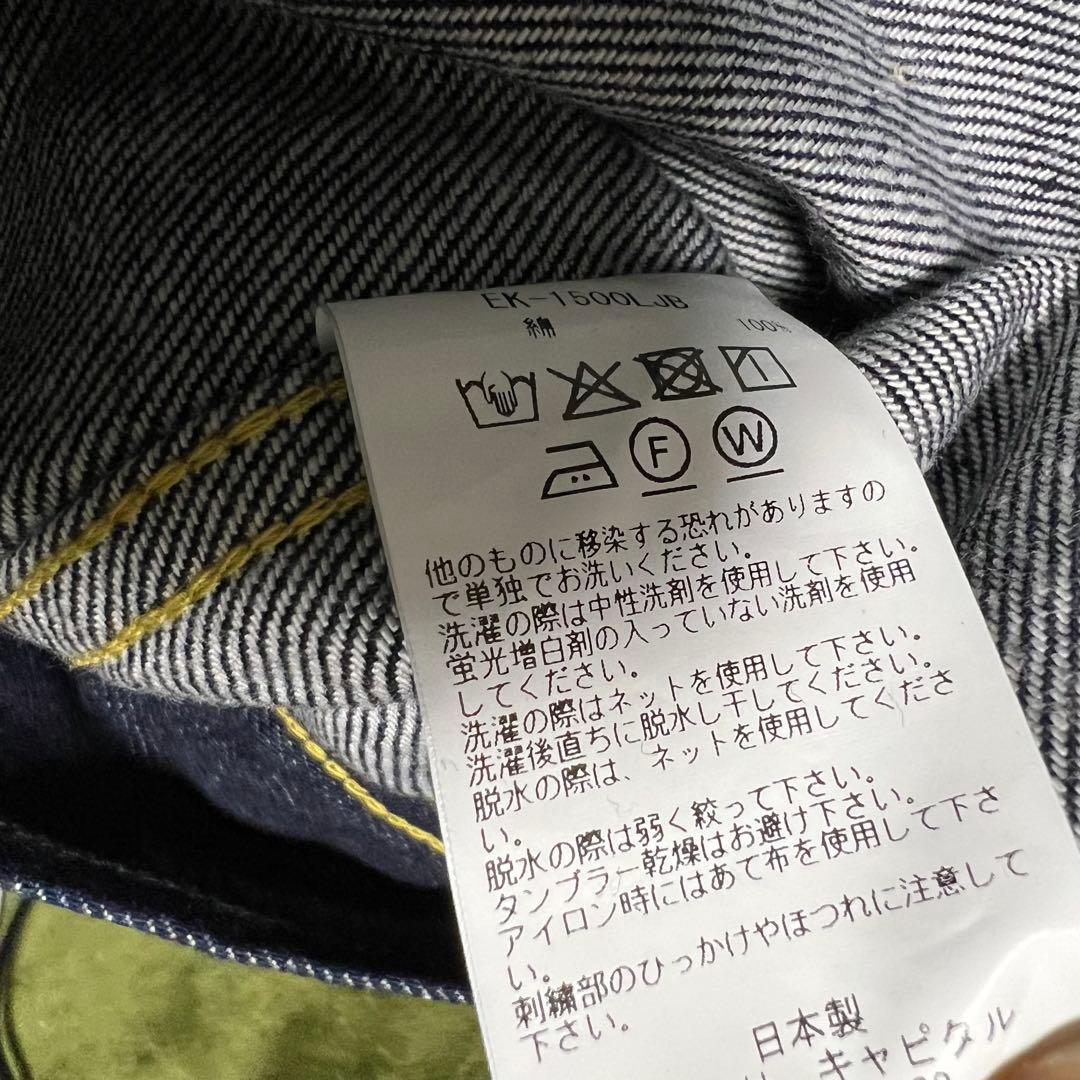 EK-1500LJB
綿 100%
F W
他のものに移染する恐れがありますの
で単独でお洗いください。
洗濯の際は中性洗剤を使用して下さい。
蛍光増白剤の入っていない洗剤を使用
してください。
洗濯の際はネットを使用して下さい。
洗濯後直ちに脱水し干してください。
脱水の際は、ネットを使用してくださ
い。
脱水の際は弱く絞って下さい。
タンブラー乾燥はお避け下さい。
アイロン時にはあて布を使用して下さ
い。
刺繍部のひっかけやほつれに注意して
下さい。
日本製
キャピタル